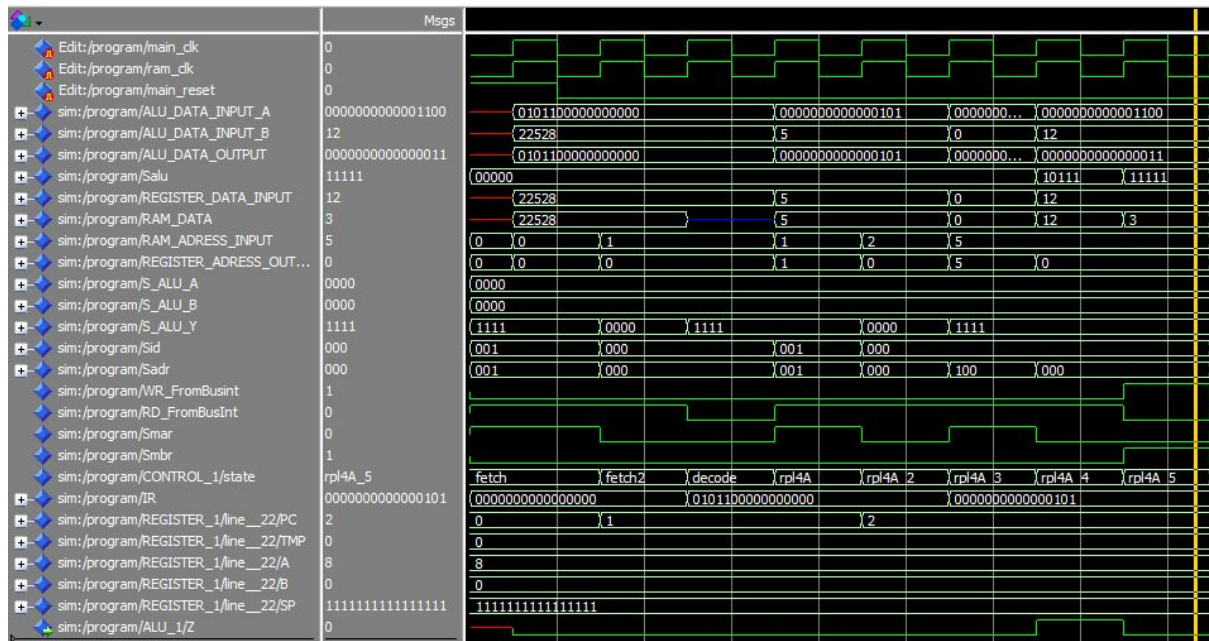 Msgs
Edit:/program/main_clk 0
Edit:/program/ram_clk 0
Edit:/program/main_reset 0
sim:/program/ALU_DATA_INPUT_A 0000000000001100 0101100000000000 0000000000000101 0000000... 0000000000001100
sim:/program/ALU_DATA_INPUT_B 12 22528 5 0 12
sim:/program/ALU_DATA_OUTPUT 0000000000000011 0101100000000000 0000000000000101 0000000... 0000000000000011
sim:/program/Salu 11111 00000 10111 11111
sim:/program/REGISTER_DATA_INPUT 12 22528 5 0 12
sim:/program/RAM_DATA 3 22528 5 0 12 3
sim:/program/RAM_ADRESS_INPUT 5 0 0 1 1 2 5
sim:/program/REGISTER_ADRESS_OUT... 0 0 0 0 1 0 5 0
sim:/program/S_ALU_A 0000 0000
sim:/program/S_ALU_B 0000 0000
sim:/program/S_ALU_Y 1111 1111 0000 1111 0000 1111
sim:/program/Sid 000 001 000 001 000
sim:/program/Sadr 000 001 000 001 000 100 000
sim:/program/WR_FromBusint 1
sim:/program/RD_FromBusInt 0
sim:/program/Smar 0
sim:/program/Smbr 1
sim:/program/CONTROL_1/state rpl4A_5 fetch fetch2 decode rpl4A rpl4A_2 rpl4A_3 rpl4A_4 rpl4A_5
sim:/program/IR 0000000000000101 0000000000000000 0101100000000000 0000000000000101
sim:/program/REGISTER_1/line__22/PC 2 0 1 2
sim:/program/REGISTER_1/line__22/TMP 0 0
sim:/program/REGISTER_1/line__22/A 8 8
sim:/program/REGISTER_1/line__22/B 0 0
sim:/program/REGISTER_1/line__22/SP 1111111111111111 1111111111111111
sim:/program/ALU_1/Z 0